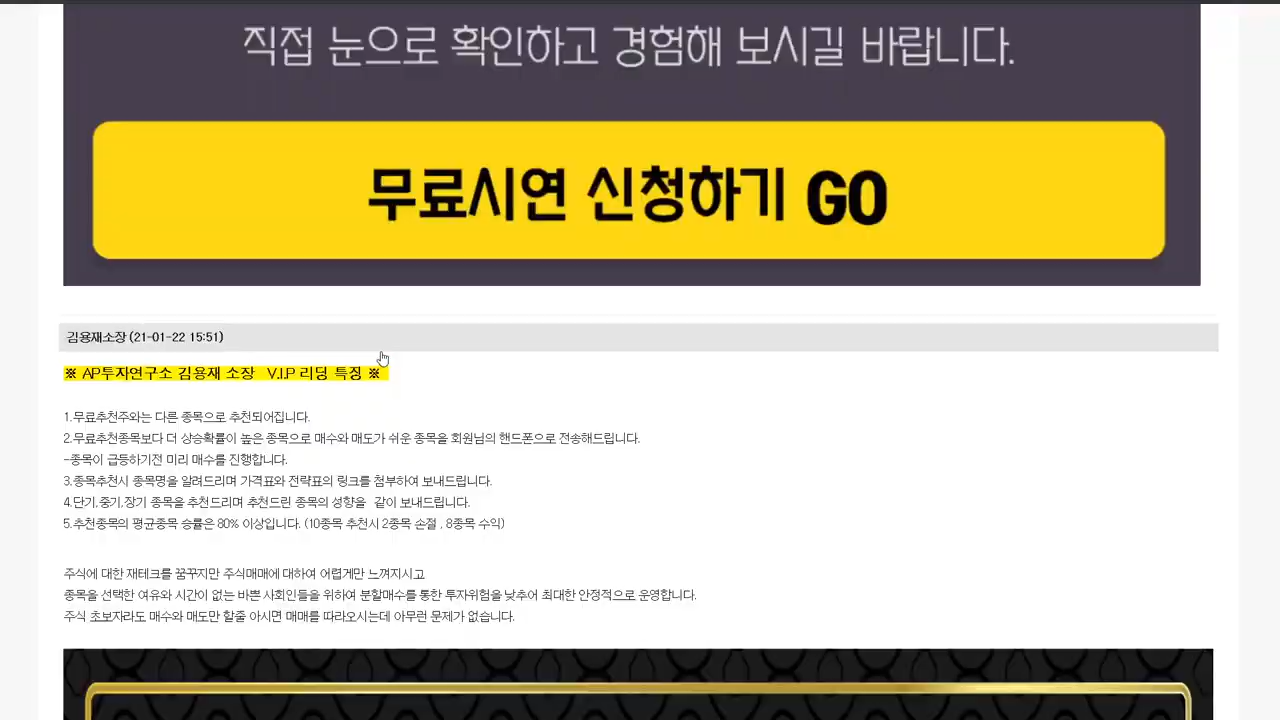 직접 눈으로 확인하고 경험해 보시길 바랍니다.
무료시연 신청하기 GO
김용재소장 (21-01-22 15:51)
※ AP투자연구소 김용재 소장 V.I.P 리딩 특징 ※
1.무료추천주와는 다른 종목으로 추천되어집니다.
2.무료추천종목보다 더 상승확률이 높은 종목으로 매수와 매도가 쉬운 종목을 회원님의 핸드폰으로 전송해드립니다.
-종목이 급등하기전 미리 매수를 진행합니다.
3.종목추천시 종목명을 알려드리며 가격표와 전략표의 링크를 첨부하여 보내드립니다.
4.단기,중기,장기 종목을 추천드리며 추천드린 종목의 성향을 같이 보내드립니다.
5.추천종목의 평균종목 승률은 80% 이상입니다. (10종목 추천시 2종목 손절 , 8종목 수익)
주식에 대한 재테크를 꿈꾸지만 주식매매에 대하여 어렵게만 느껴지시고
종목을 선택한 여유와 시간이 없는 바쁜 사회인들을 위하여 분할매수를 통한 투자위험을 낮추어 최대한 안정적으로 운영합니다.
주식 초보자라도 매수와 매도만 할줄 아시면 매매를 따라오시는데 아무런 문제가 없습니다.